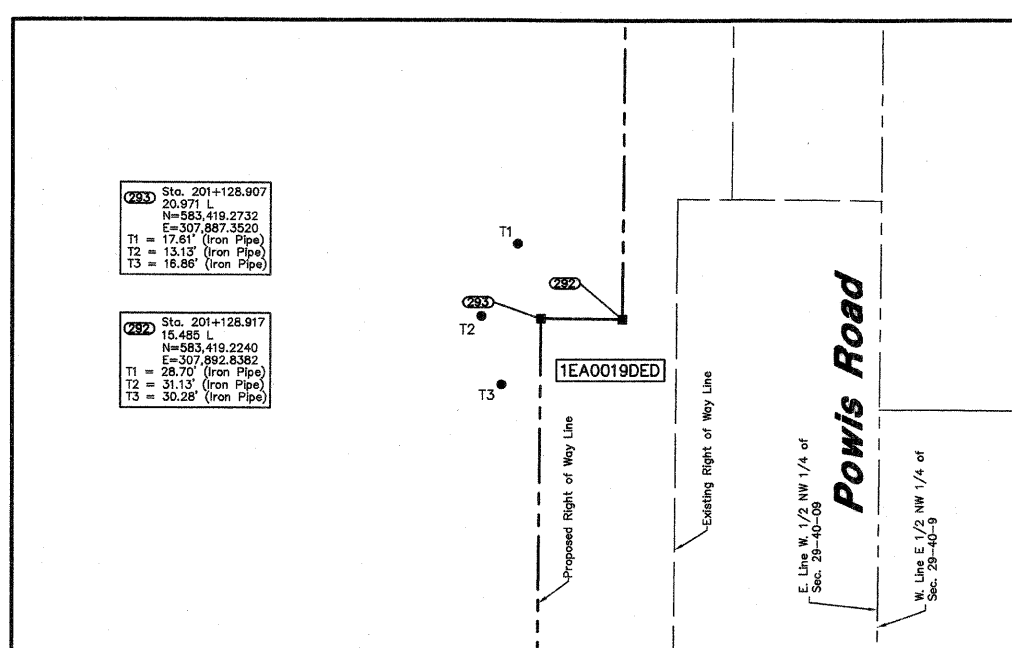 293 Sta. 201+128.907
20.971 L
N=583,419.2732
E=307,887.3520
T1 = 17.61' (Iron Pipe)
T2 = 13.13' (Iron Pipe)
T3 = 16.86' (Iron Pipe)
292 Sta. 201+128.917
15.485 L
N=583,419.2240
E=307,892.8382
T1 = 28.70' (Iron Pipe)
T2 = 31.13' (Iron Pipe)
T3 = 30.28' (Iron Pipe)
T1
292
293
T2
1EA0019DED
T3
Proposed Right of Way Line
Existing Right of Way Line
Powis Road
E. Line W. 1/2 NW 1/4 of
Sec. 29-40-09
W. Line E 1/2 NW 1/4 of
Sec. 29-40-9